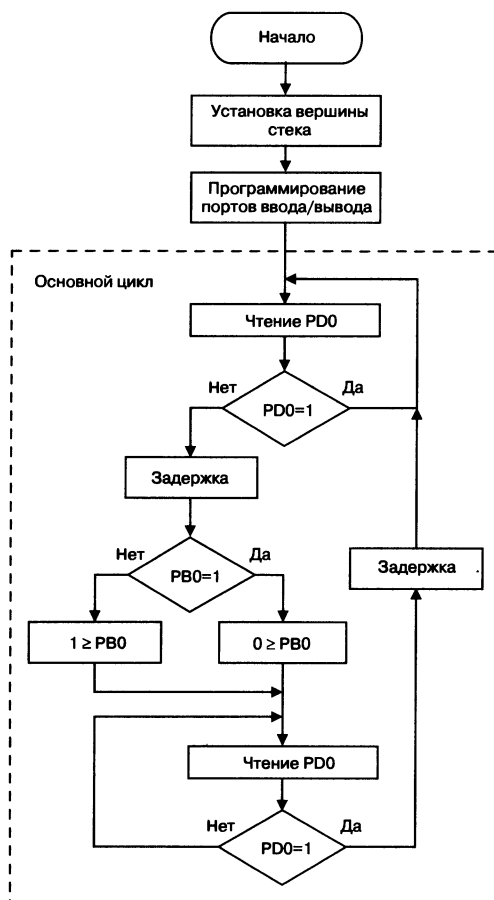 Начало
Установка вершины
стека
Программирование
портов ввода/вывода
Основной цикл
Чтение PD0
Нет
Да
PD0=1
Задержка
Нет
Да
PB0=1
Задержка
1 ≥ PB0
0 ≥ PB0
Чтение PD0
Нет
Да
PD0=1